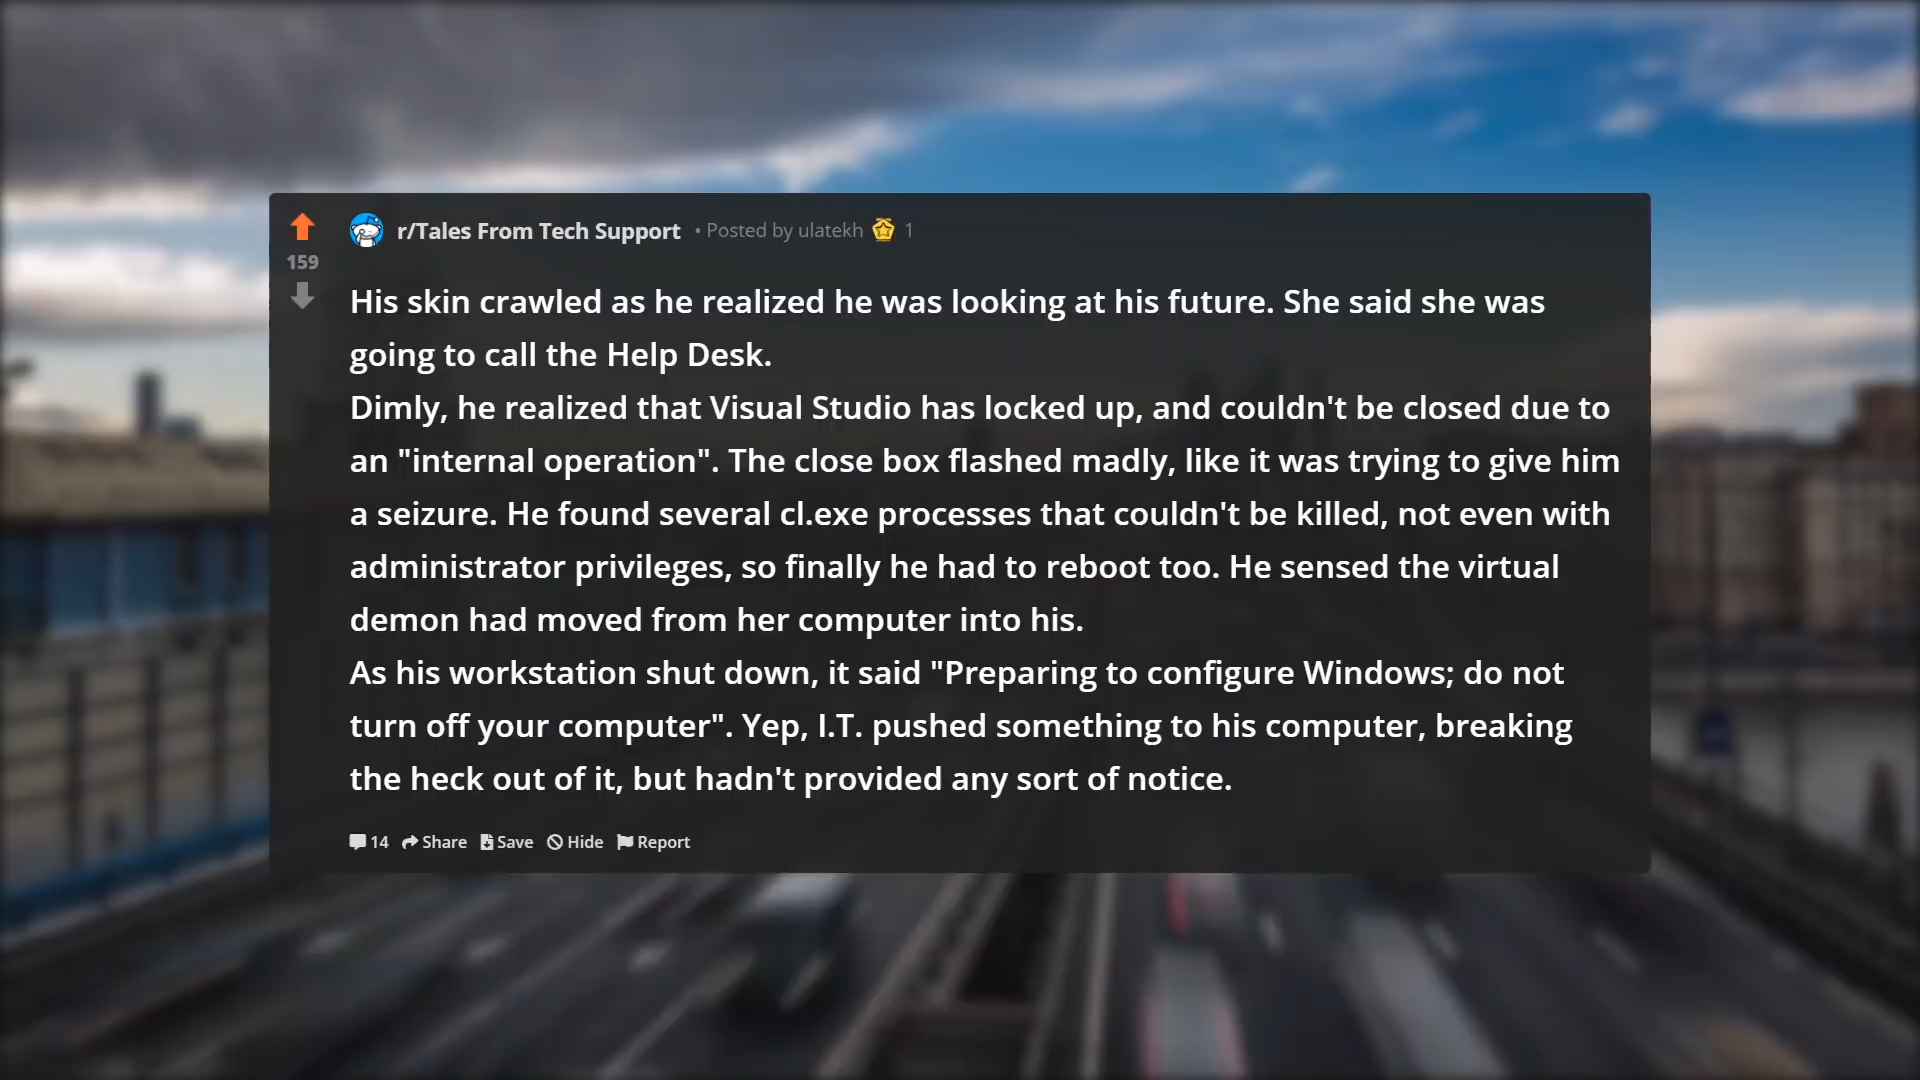 r/Tales From Tech Support • Posted by ulatekh 1
159
His skin crawled as he realized he was looking at his future. She said she was
going to call the Help Desk.
Dimly, he realized that Visual Studio has locked up, and couldn't be closed due to
an "internal operation". The close box flashed madly, like it was trying to give him
a seizure. He found several cl.exe processes that couldn't be killed, not even with
administrator privileges, so finally he had to reboot too. He sensed the virtual
demon had moved from her computer into his.
As his workstation shut down, it said "Preparing to configure Windows; do not
turn off your computer". Yep, I.T. pushed something to his computer, breaking
the heck out of it, but hadn't provided any sort of notice.
14 Share Save Hide Report